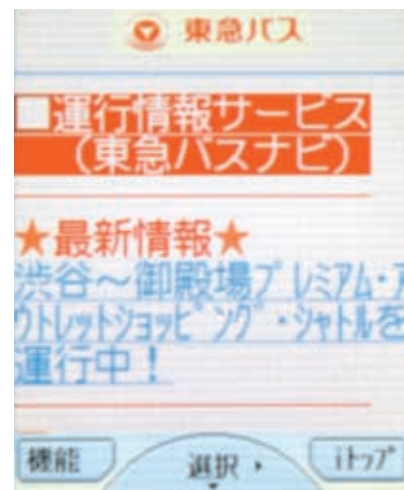 東急バス
■運行情報サービス
(東急バスナビ)
★最新情報★
渋谷～御殿場プレミアム・ア
ウトレットショッピング・シャトルを
運行中！
機能 選択 iトップ